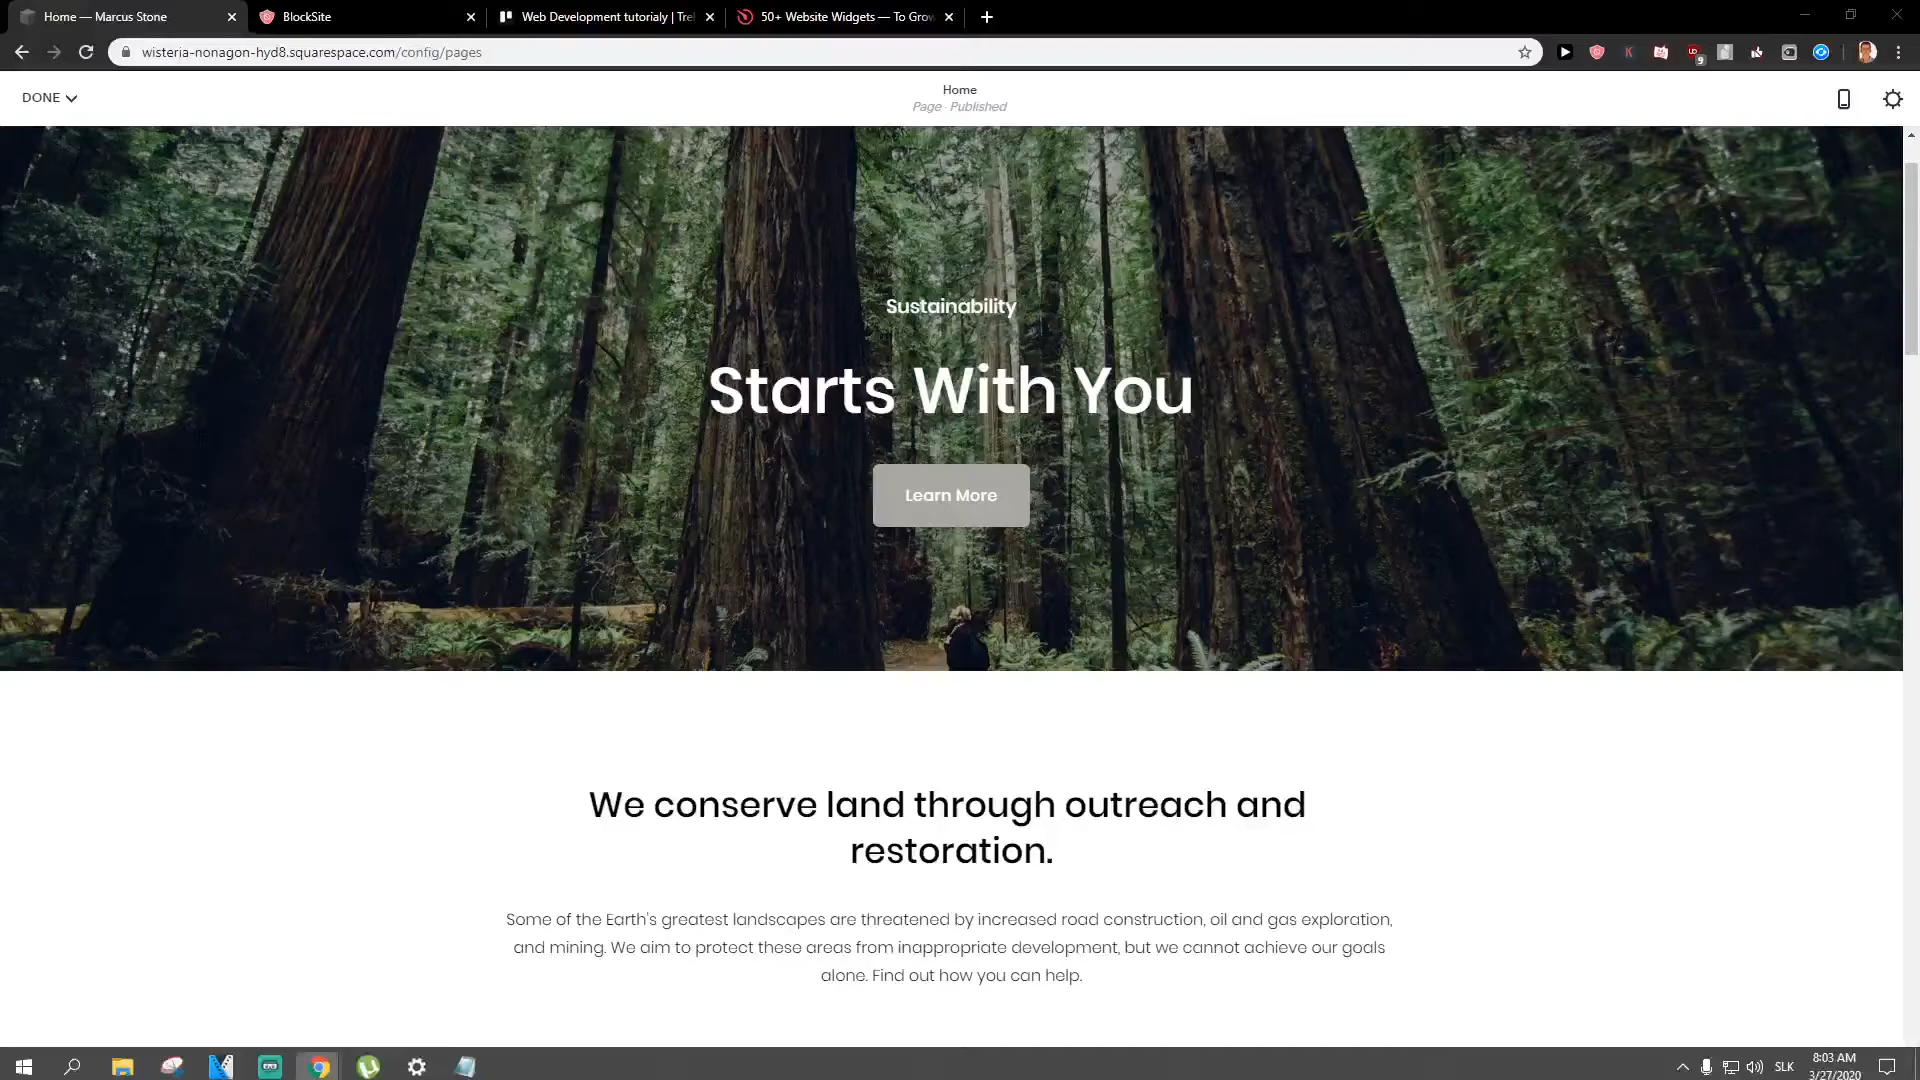 Home — Marcus Stone
BlockSite
Web Development tutorialy | Trel
50+ Website Widgets — To Grow
wisteria-nonagon-hyd8.squarespace.com/config/pages
9
DONE
Home
Page · Published
Sustainability
Starts With You
Learn More
We conserve land through outreach and
restoration.
Some of the Earth's greatest landscapes are threatened by increased road construction, oil and gas exploration,
and mining. We aim to protect these areas from inappropriate development, but we cannot achieve our goals
alone. Find out how you can help.
SLK
8:03 AM
3/27/2020